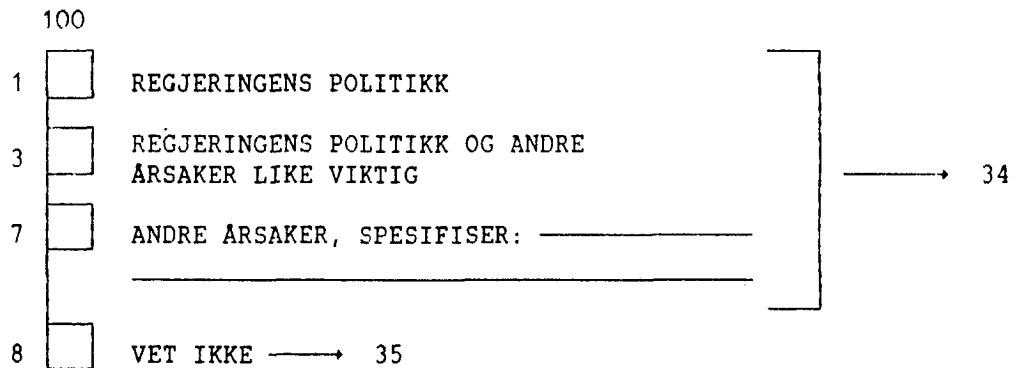 100
1 REGJERINGENS POLITIKK
3 REGJERINGENS POLITIKK OG ANDRE
ÅRSAKER LIKE VIKTIG
34
7 ANDRE ÅRSAKER, SPESIFISER:
8 VET IKKE → 35